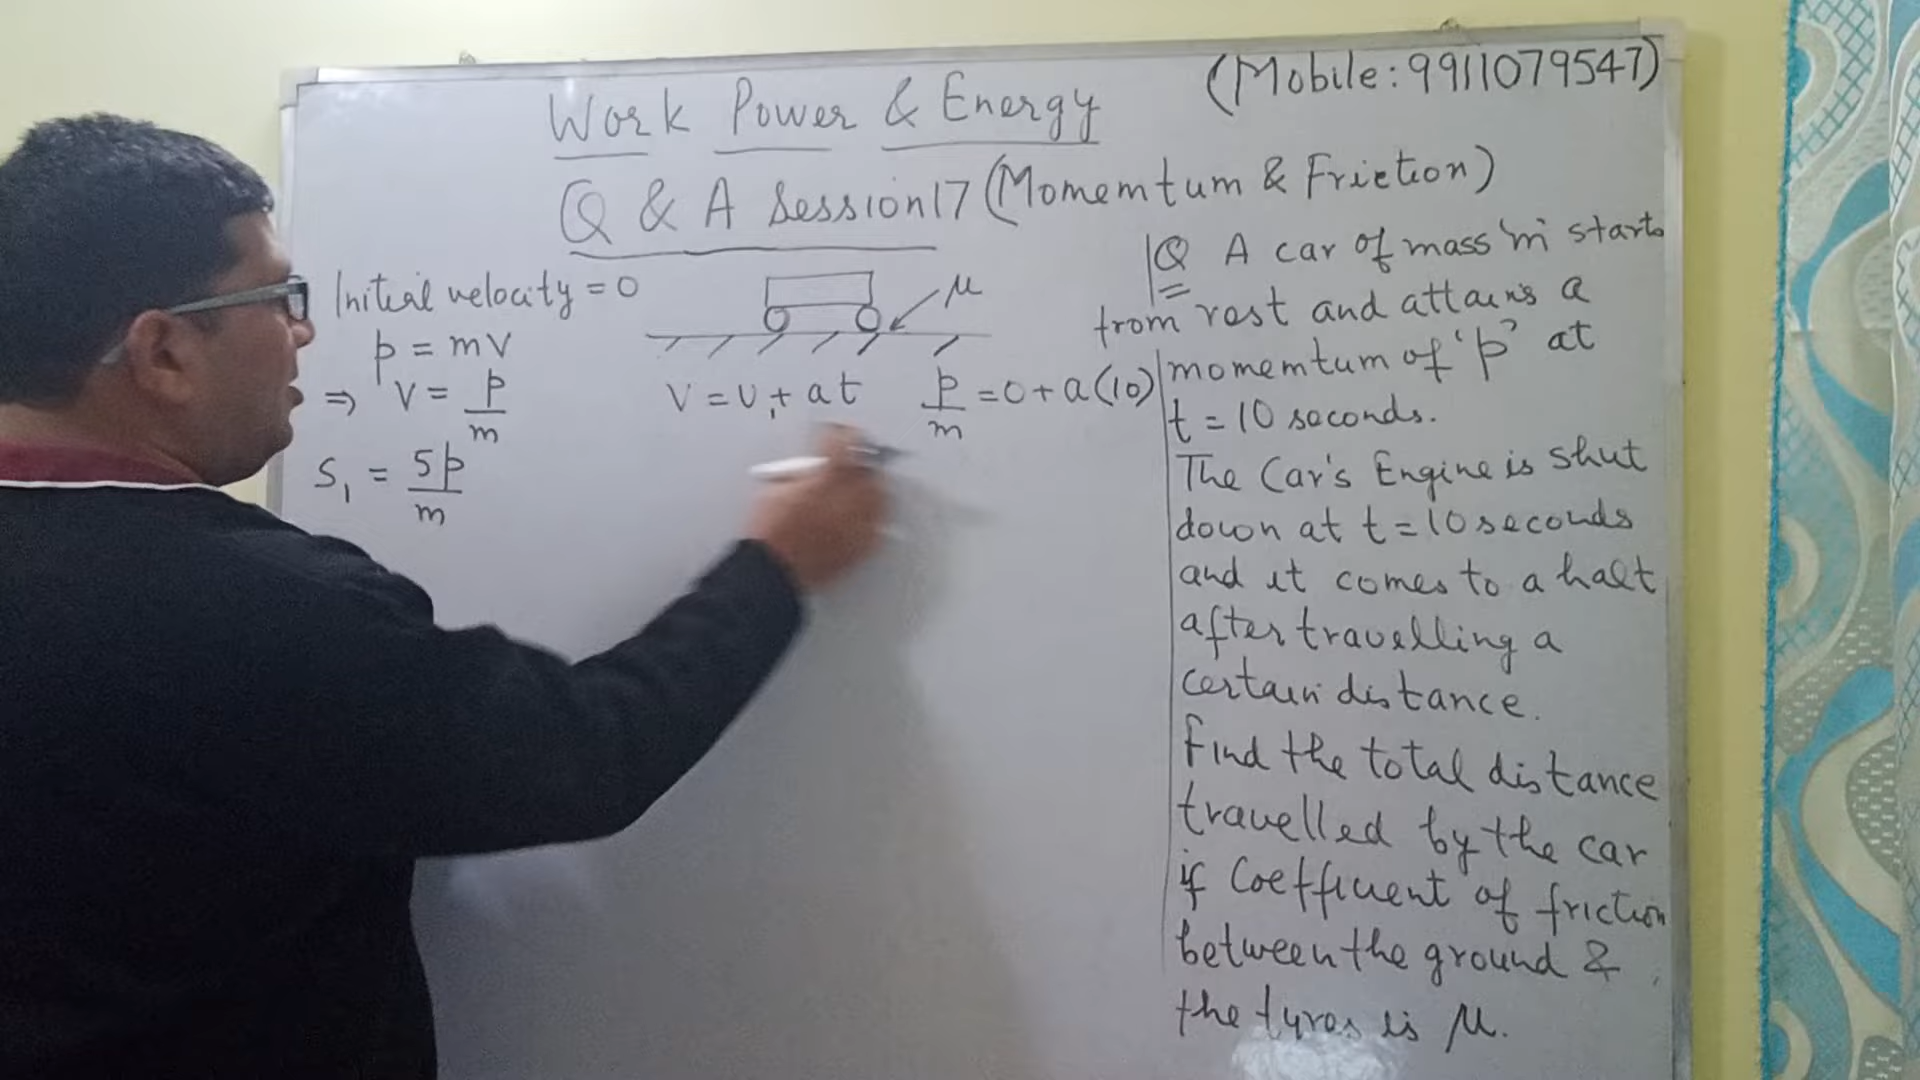 (Mobile: 9911079547)
Work Power & Energy
Q & A Session 17 (Momemtum & Friction)
Initial velocity = 0
p = mV
⇒ V = p/m
S₁ = 5p/m
μ
V = U₁ + at
p/m = 0 + a(10)
Q A car of mass 'm' starts
from rest and attains a
momemtum of 'p' at
t = 10 seconds.
The Car's Engine is shut
down at t = 10 seconds
and it comes to a halt
after travelling a
certain distance.
Find the total distance
travelled by the car
if Coefficient of friction
between the ground &
the tyres is μ.